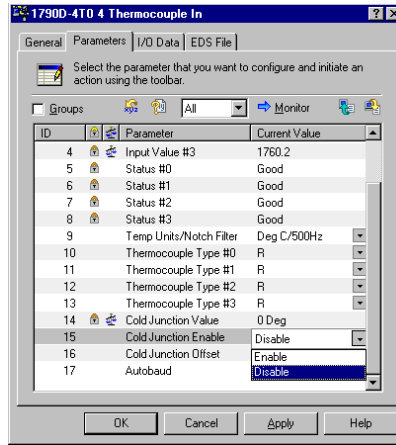 1790D-4T0 4 Thermocouple In
General Parameters I/O Data EDS File
Select the parameter that you want to configure and initiate an
action using the toolbar.
Groups All Monitor
ID Parameter Current Value
4 Input Value #3 1760.2
5 Status #0 Good
6 Status #1 Good
7 Status #2 Good
8 Status #3 Good
9 Temp Units/Notch Filter Deg C/500Hz
10 Thermocouple Type #0 R
11 Thermocouple Type #1 R
12 Thermocouple Type #2 R
13 Thermocouple Type #3 R
14 Cold Junction Value 0 Deg
15 Cold Junction Enable Disable
16 Cold Junction Offset Enable
17 Autobaud Disable
OK Cancel Apply Help